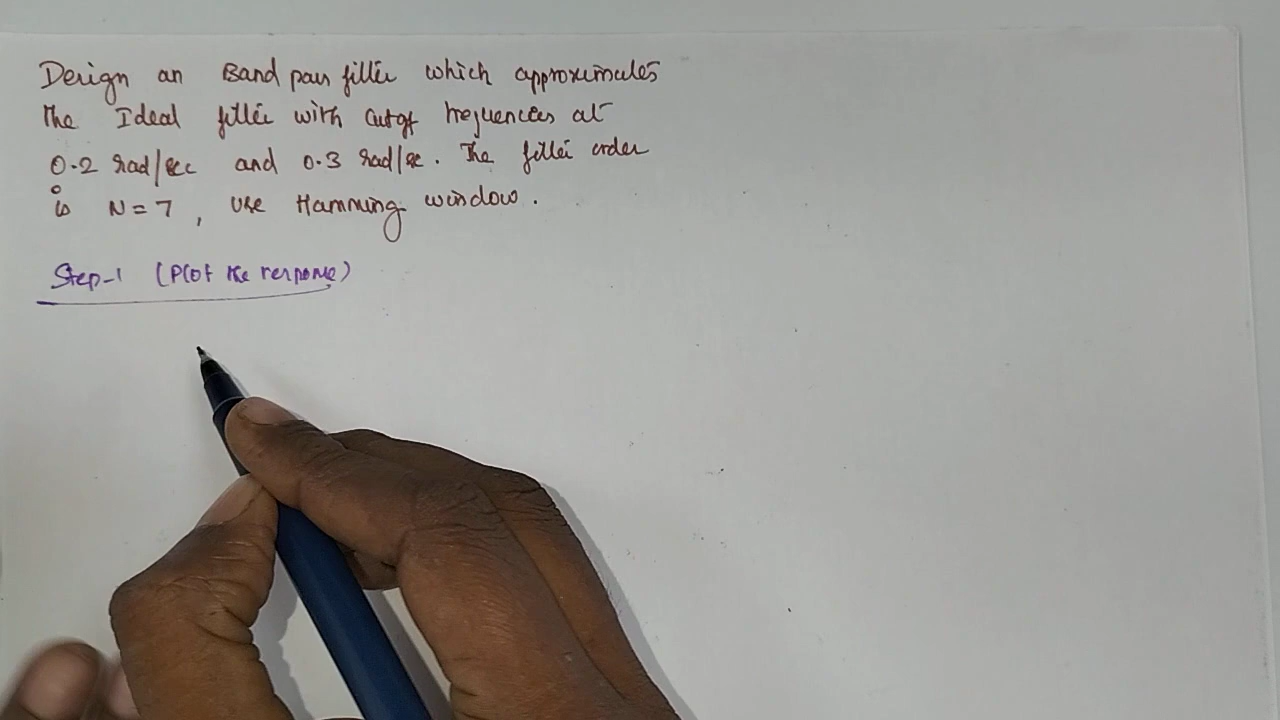 Design an Band pass filter which approximates
the Ideal filter with cutoff frequencies at
0.2 rad/sec and 0.3 rad/sec. The filter order
is N = 7, use Hamming window.
Step-1 (Plot the response)